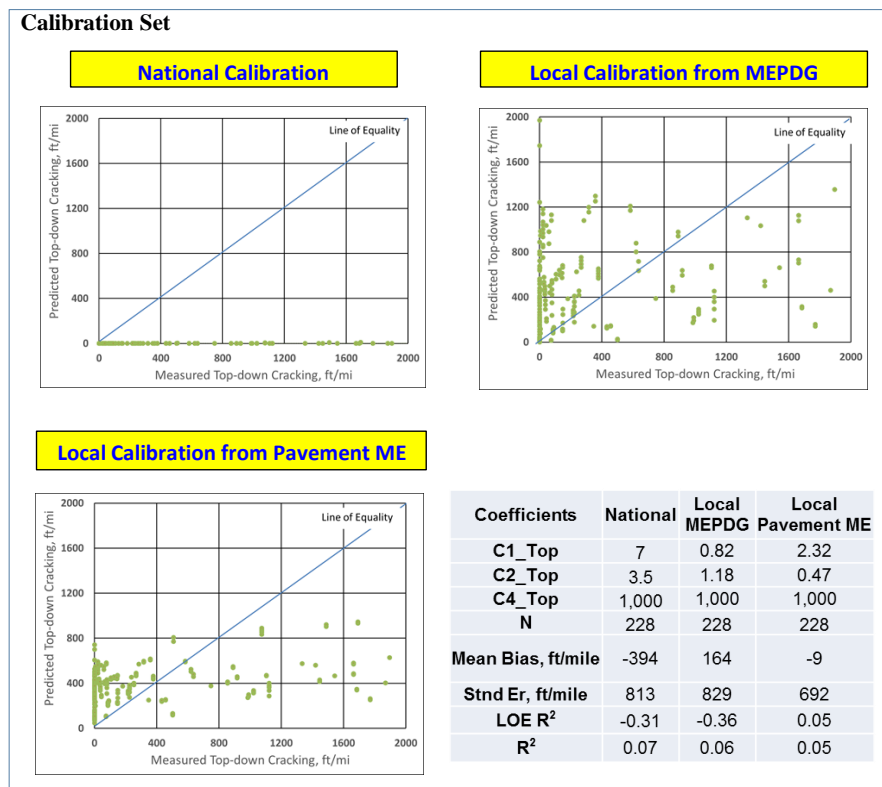 Calibration Set
National Calibration
Predicted Top-down Cracking, ft/mi
2000
1600
1200
800
400
0
Line of Equality
0 400 800 1200 1600 2000
Measured Top-down Cracking, ft/mi
Local Calibration from MEPDG
Predicted Top-down Cracking, ft/mi
2000
1600
1200
800
400
0
Line of Equality
0 400 800 1200 1600 2000
Measured Top-down Cracking, ft/mi
Local Calibration from Pavement ME
Predicted Top-down Cracking, ft/mi
2000
1600
1200
800
400
0
Line of Equality
0 400 800 1200 1600 2000
Measured Top-down Cracking, ft/mi
Coefficients National Local MEPDG Local Pavement ME
C1_Top 7 0.82 2.32
C2_Top 3.5 1.18 0.47
C4_Top 1,000 1,000 1,000
N 228 228 228
Mean Bias, ft/mile -394 164 -9
Stnd Er, ft/mile 813 829 692
LOE R² -0.31 -0.36 0.05
R² 0.07 0.06 0.05